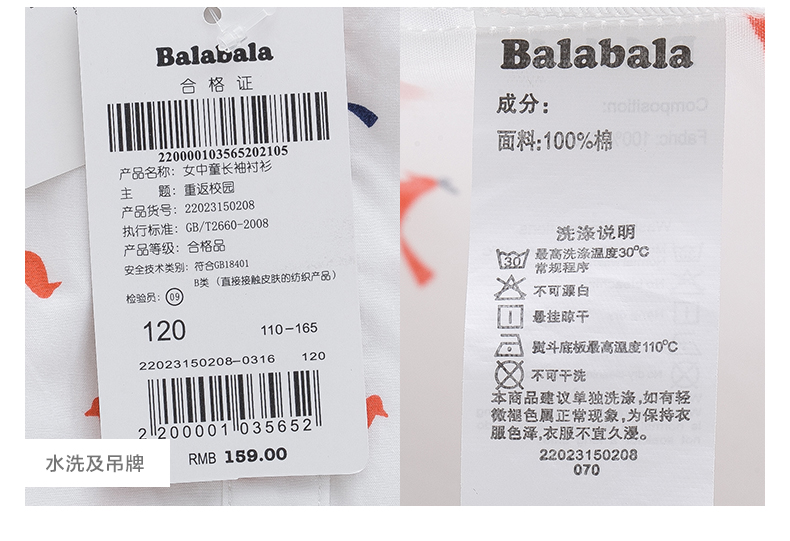 Balabala
合格证
220000103565202105
产品名称: 女中童长袖衬衫
主 题: 重返校园
产品货号: 22023150208
执行标准: GB/T2660-2008
产品等级: 合格品
安全技术类别: 符合GB18401
B类 (直接接触皮肤的纺织产品)
检验员: 09
120 110-165
22023150208-0316 120
2 200001 035652
RMB 159.00
水洗及吊牌
Balabala
成分:
面料:100%棉
Composition:
Fabric: 100%
洗涤说明
30 最高洗涤温度30℃
常规程序
不可漂白
悬挂晾干
熨斗底板最高温度110℃
不可干洗
本商品建议单独洗涤,如有轻
微褪色属正常现象,为保持衣
服色泽,衣服不宜久浸。
22023150208
070